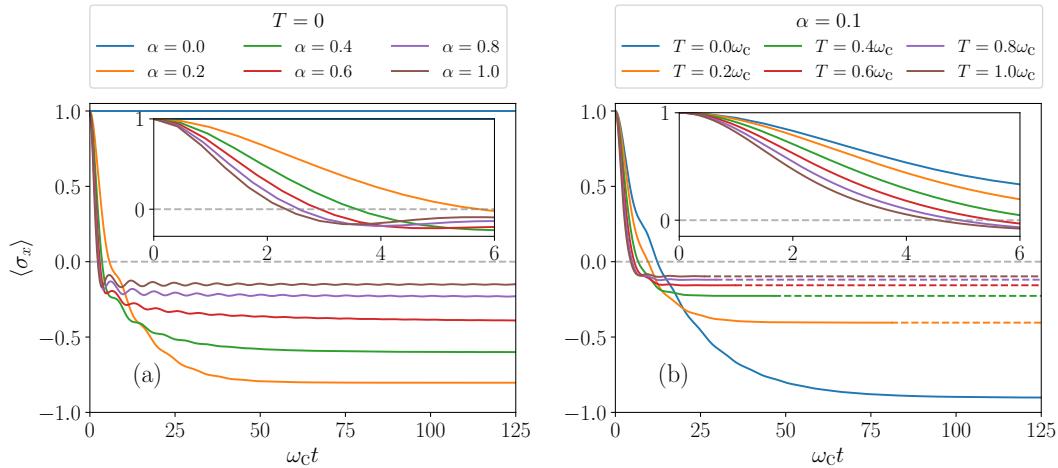 T = 0
α = 0.0 α = 0.4 α = 0.8
α = 0.2 α = 0.6 α = 1.0
α = 0.1
T = 0.0ω_c T = 0.4ω_c T = 0.8ω_c
T = 0.2ω_c T = 0.6ω_c T = 1.0ω_c
⟨σ_x⟩
1.0
0.5
0.0
−0.5
−1.0
1
0
0 2 4 6
(a)
0 25 50 75 100 125
ω_c t
1.0
0.5
0.0
−0.5
−1.0
1
0
0 2 4 6
(b)
0 25 50 75 100 125
ω_c t